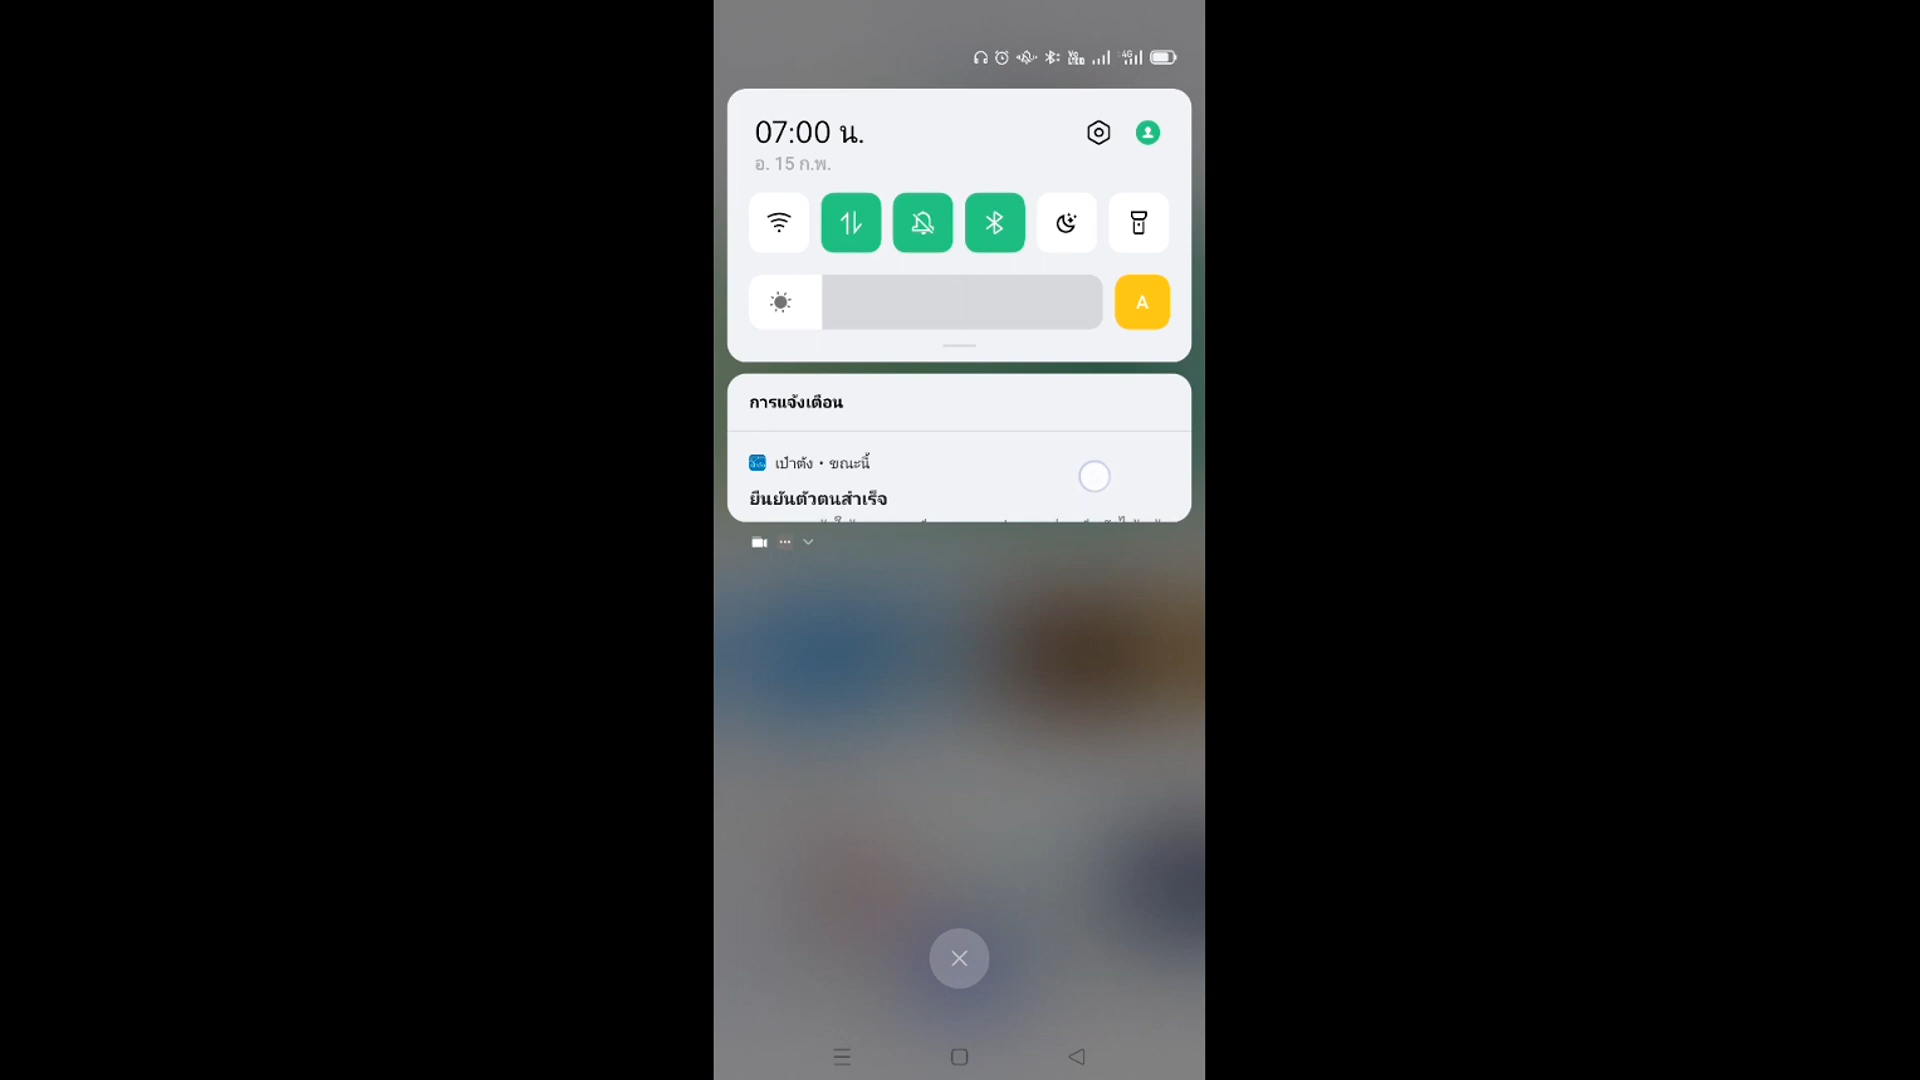 4G
07:00 น.
อ. 15 ก.พ.
A
การแจ้งเตือน
เป๋าตัง • ขณะนี้
ยืนยันตัวตนสำเร็จ